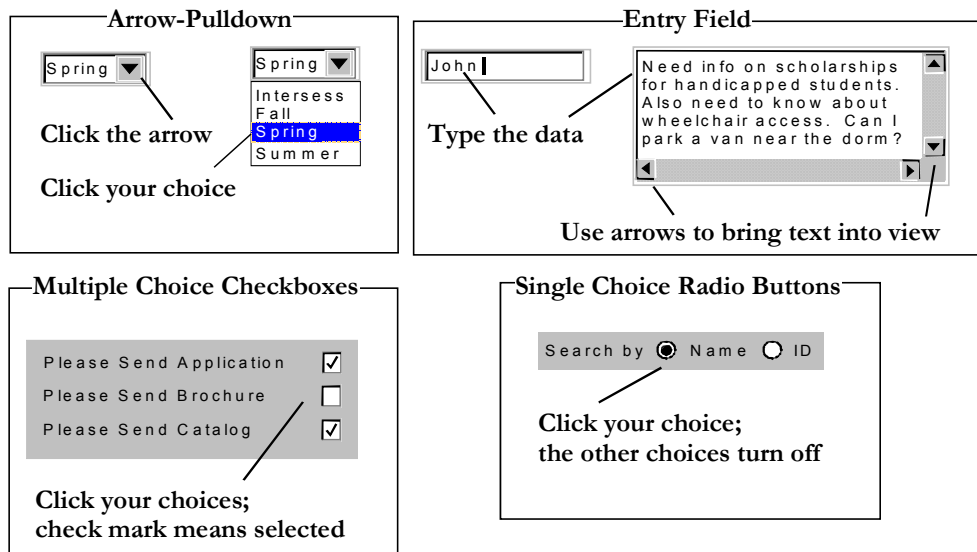 Arrow-Pulldown
Spring
Click the arrow
Spring
Intersess
Fall
Spring
Summer
Click your choice
Entry Field
John
Type the data
Need info on scholarships
for handicapped students.
Also need to know about
wheelchair access. Can I
park a van near the dorm?
Use arrows to bring text into view
Multiple Choice Checkboxes
Please Send Application
Please Send Brochure
Please Send Catalog
Click your choices;
check mark means selected
Single Choice Radio Buttons
Search by Name ID
Click your choice;
the other choices turn off